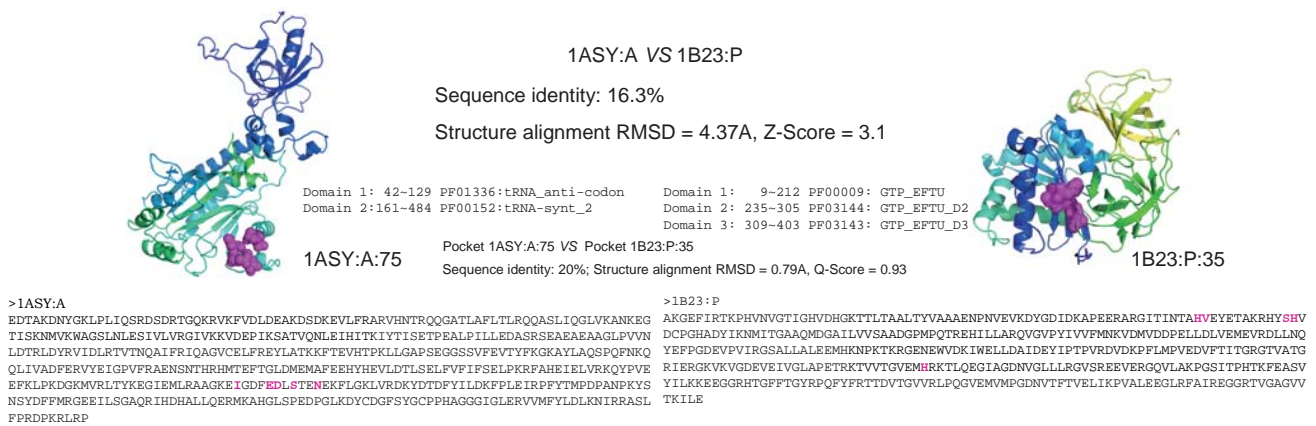 1ASY:A VS 1B23:P
Sequence identity: 16.3%
Structure alignment RMSD = 4.37A, Z-Score = 3.1
Domain 1: 42~129 PF01336:tRNA_anti-codon
Domain 2:161~484 PF00152:tRNA-synt_2
Domain 1: 9~212 PF00009: GTP_EFTU
Domain 2: 235~305 PF03144: GTP_EFTU_D2
Domain 3: 309~403 PF03143: GTP_EFTU_D3
1ASY:A:75
Pocket 1ASY:A:75 VS Pocket 1B23:P:35
Sequence identity: 20%; Structure alignment RMSD = 0.79A, Q-Score = 0.93
1B23:P:35
>1ASY:A
EDTAKDNYGKLPLIQSRDSDRTGQKRVKFVDLDEAKDSDKEVLFRARVHNTRQQGATLAFLTLRQQASLIQGLVKANKEG
TISKNMVKWAGSLNLESIVLVRGIVKKVDEPIKSATVQNLEIHITKIYTISETPEALPILLEDASRSEAEAEAAGLPVVN
LDTRLDYRVIDLRTVTNQAIFRIQAGVCELFREYLATKKFTEVHTPKLLGAPSEGGSSVFEVTYFKGKAYLAQSPQFNKQ
QLIVADFERVYEIGPVFRAENSNTHRHMTEFTGLDMEMAFEEHYHEVLDTLSELFVFIFSELPKRFAHEIELVRKQYPVE
EFKLPKDGKMVRLTYKEGIEMLRAAGKEIGDFEDLSTENEKFLGKLVRDKYDTDFYILDKFPLEIRPFYTMPDPANPKYS
NSYDFFMRGEEILSGAQRIHDHALLQERMKAHGLSPEDPGLKDYCDGFSYGCPPHAGGGIGLERVVMFYLDLKNIRRASL
FPRDPKRLRP
>1B23:P
AKGEFIRTKPHVNVGTIGHVDHGKTTLTAALTYVAAAENPNVEVKDYGDIDKAPEERARGITINTAHVEYETAKRHYSHV
DCPGHADYIKNMITGAAQMDGAILVVSAADGPMPQTREHILLARQVGVPYIVVFMNKVDMVDDPELLDLVEMEVRDLLNQ
YEFPGDEVPVIRGSALLALEEMHKNPKTKRGENEWVDKIWELLDAIDEYIPTPVRDVDKPFLMPVEDVFTITGRGTVATG
RIERGKVKVGDEVEIVGLAPETRKTVVTGVEMHRKTLQEGIAGDNVGLLLRGVSREEVERGQVLAKPGSITPHTKFEASV
YILKKEEGGRHTGFFTGYRPQFYFRTTDVTGVVRLPQGVEMVMPGDNVTFTVELIKPVALEEGLRFAIREGGRTVGAGVV
TKILE